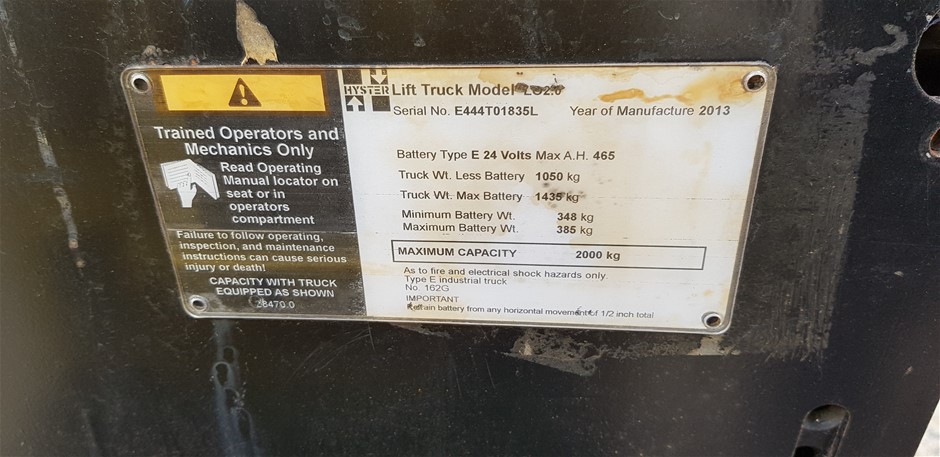 Trained Operators and
Mechanics Only
Read Operating
Manual locator on
seat or in
operators
compartment
Failure to follow operating,
inspection, and maintenance
instructions can cause serious
injury or death!
CAPACITY WITH TRUCK
EQUIPPED AS SHOWN
28470.0
HYSTER
Lift Truck Model
Serial No. E444T01835L Year of Manufacture 2013
Battery Type E 24 Volts Max A.H. 465
Truck Wt. Less Battery 1050 kg
Truck Wt. Max Battery 1435 kg
Minimum Battery Wt. 348 kg
Maximum Battery Wt. 385 kg
MAXIMUM CAPACITY 2000 kg
As to fire and electrical shock hazards only.
Type E industrial truck
No. 162G
IMPORTANT
Retrain battery from any horizontal movement of 1/2 inch total